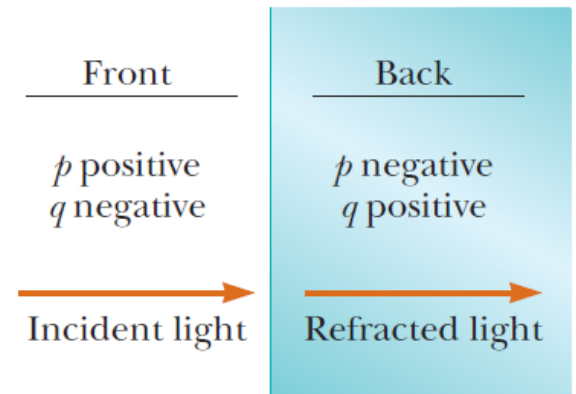 Front
p positive
q negative
Incident light
Back
p negative
q positive
Refracted light